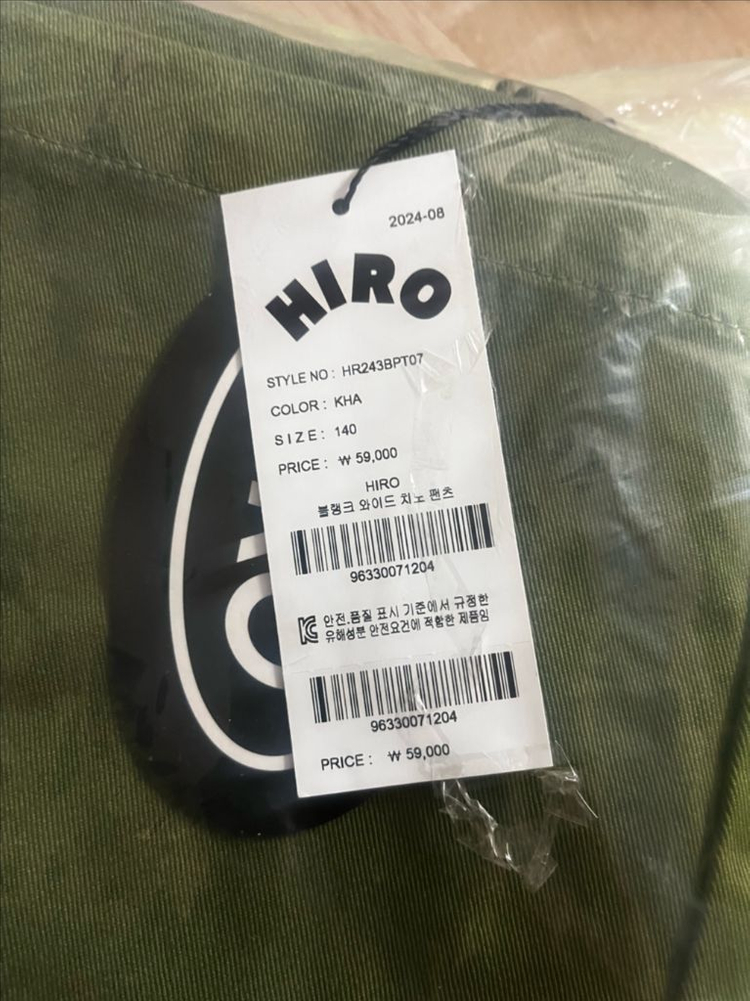 2024-08
HIRO
STYLE NO : HR243BPT07
COLOR : KHA
SIZE : 140
PRICE : ₩ 59,000
HIRO
블랭크 와이드 치노 팬츠
96330071204
안전.품질 표시 기준에서 규정한
유해성분 안전요건에 적합한 제품임
96330071204
PRICE : ₩ 59,000